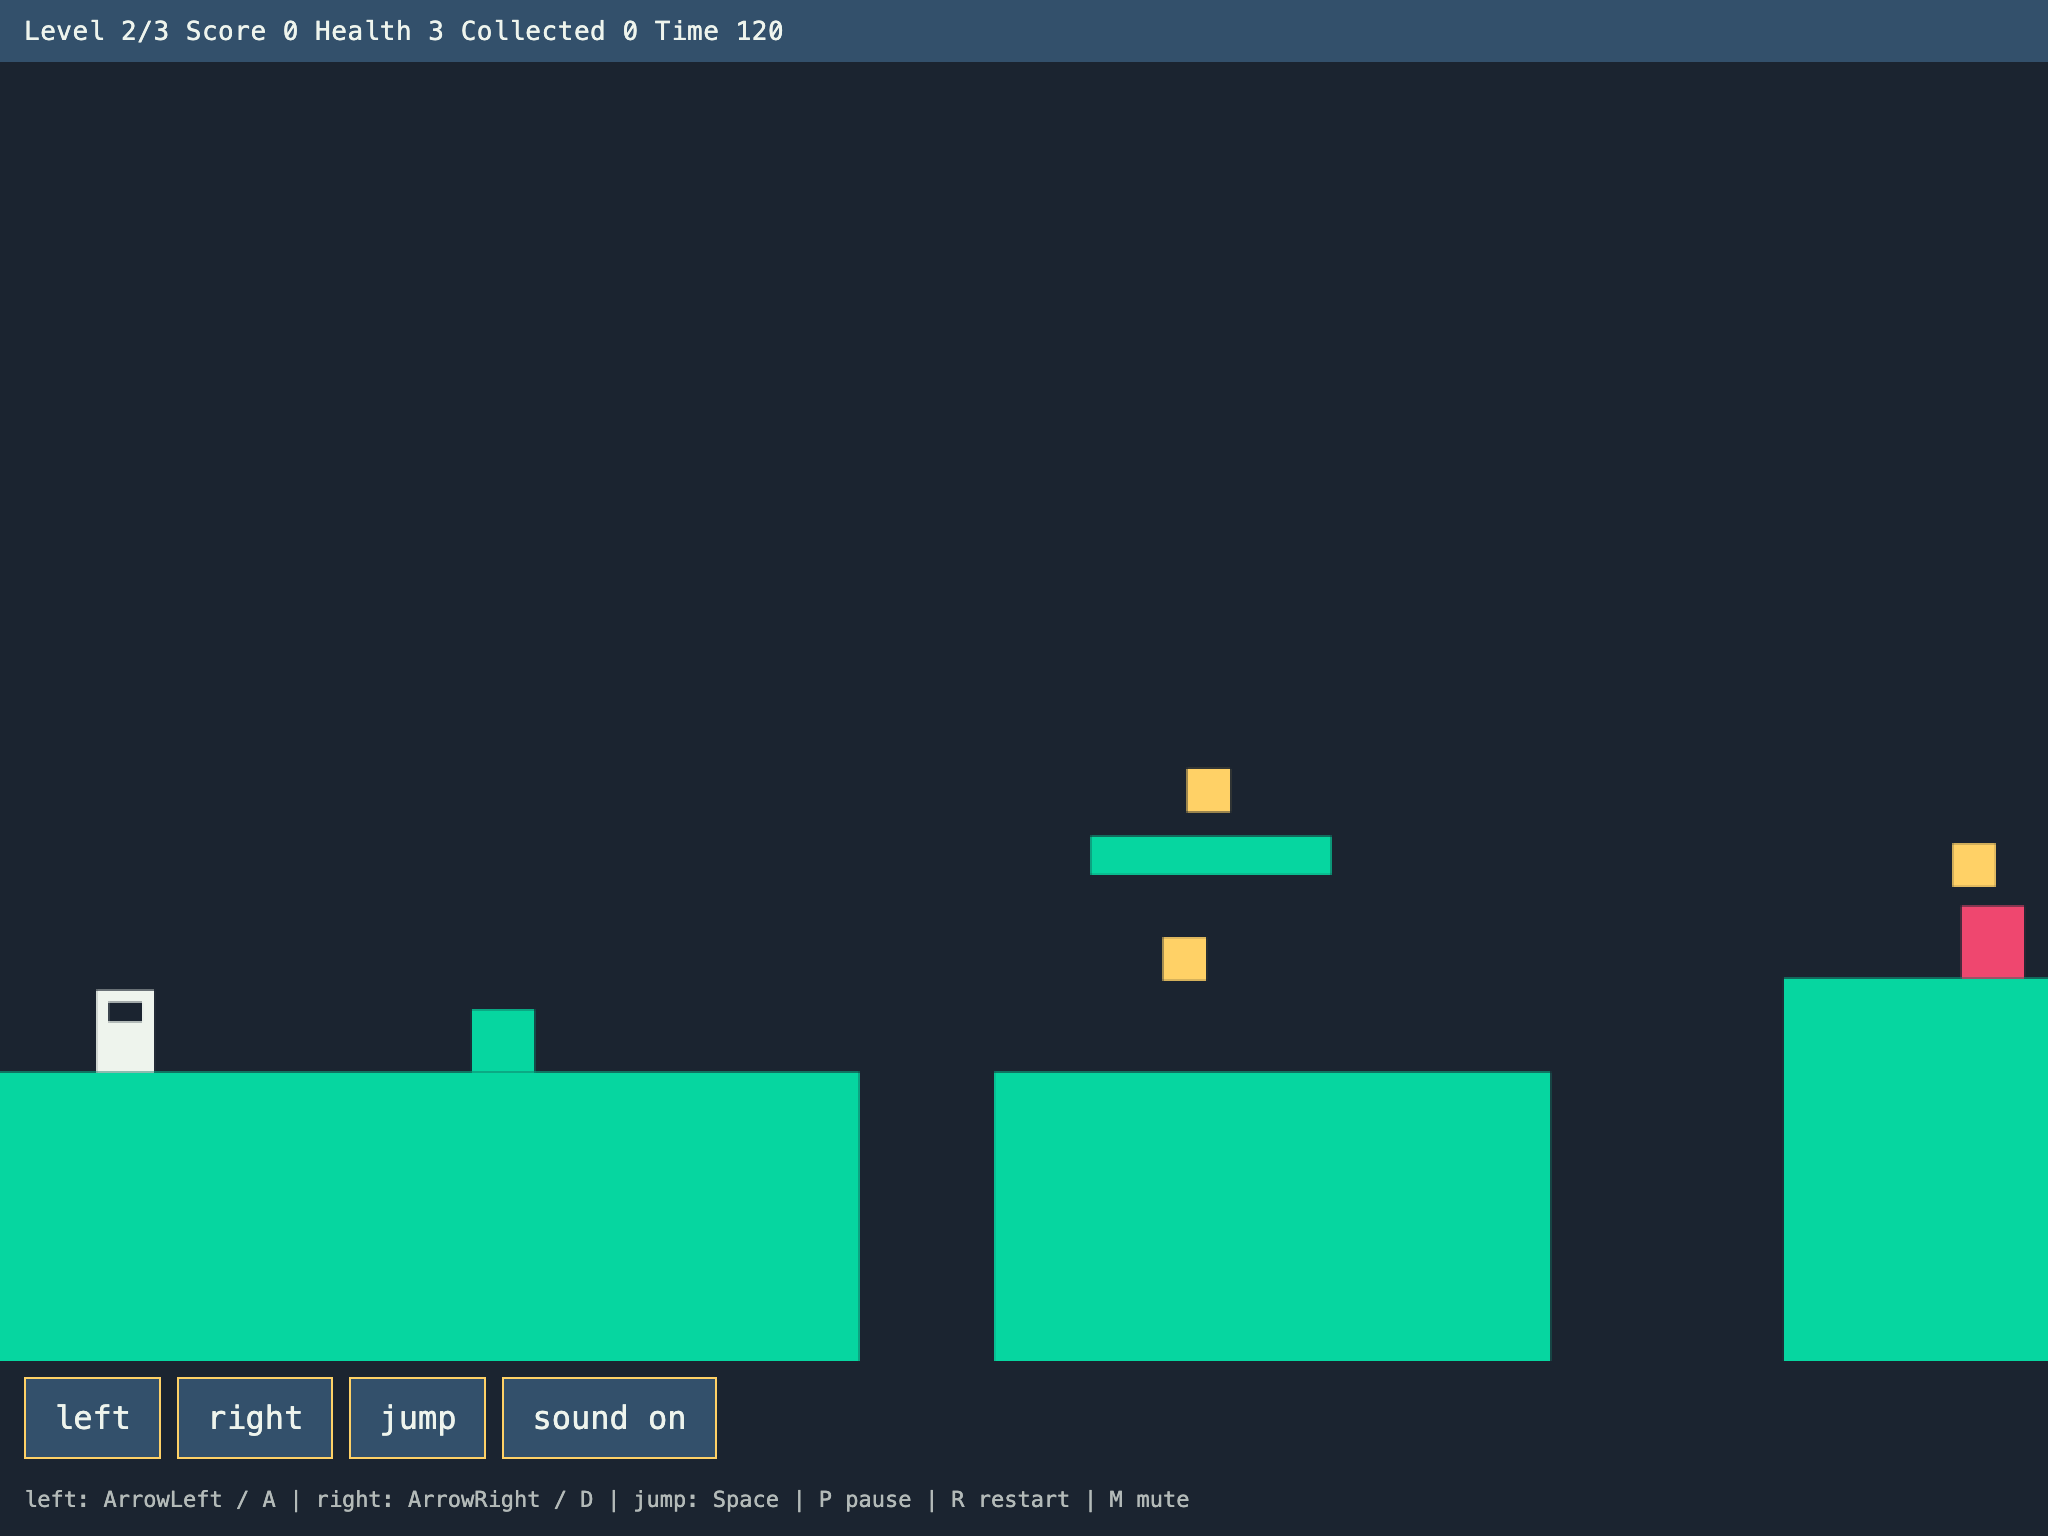 Level 2/3 Score 0 Health 3 Collected 0 Time 120
left right jump sound on
left: ArrowLeft / A | right: ArrowRight / D | jump: Space | P pause | R restart | M mute